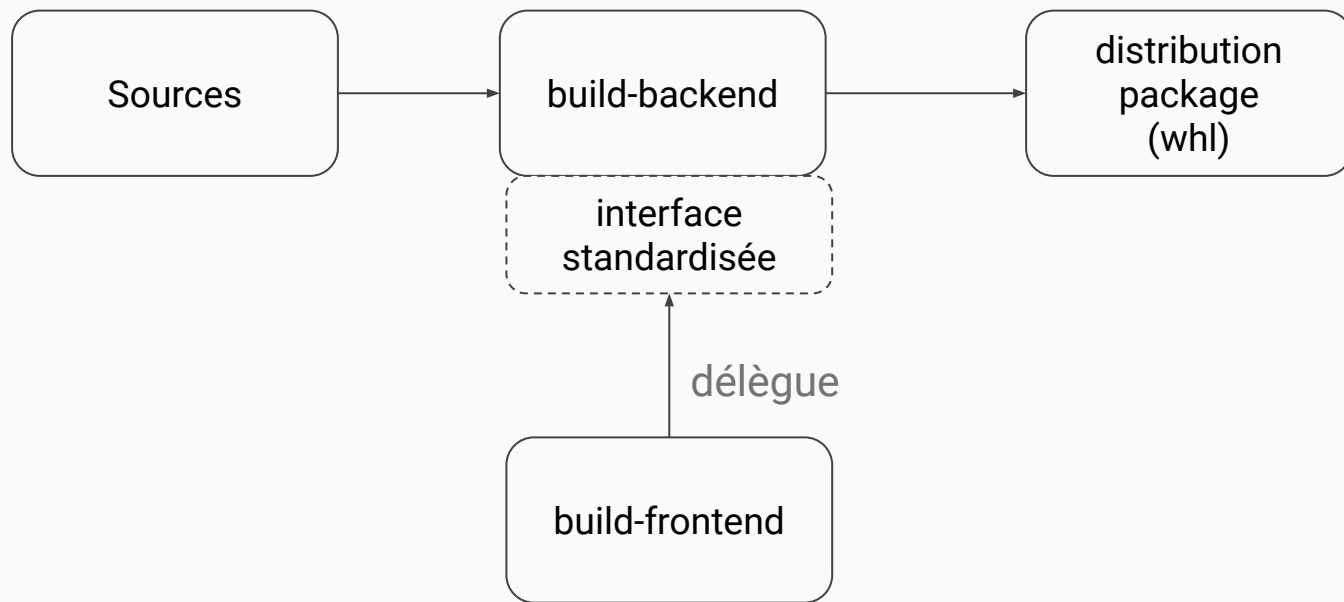 Sources
build-backend
distribution
package
(whl)
interface
standardisée
délègue
build-frontend